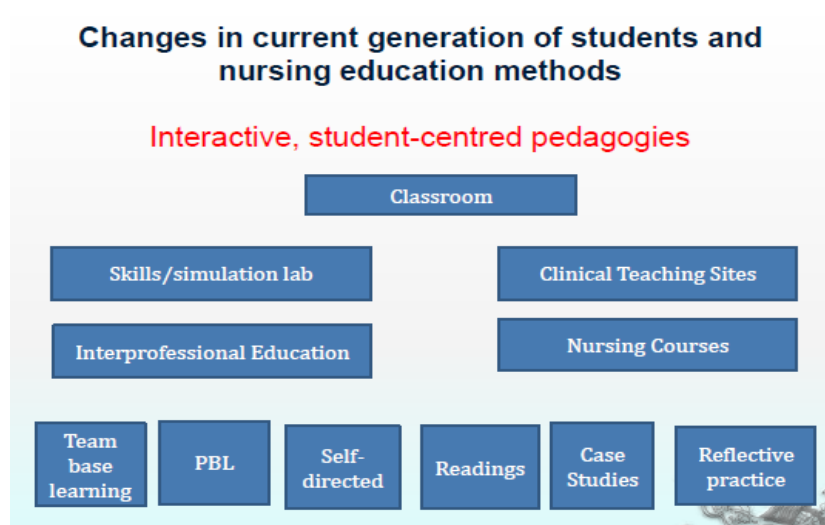 Changes in current generation of students and
nursing education methods
Interactive, student-centred pedagogies
Classroom
Skills/simulation lab
Clinical Teaching Sites
Interprofessional Education
Nursing Courses
Team
base
learning
PBL
Self-
directed
Readings
Case
Studies
Reflective
practice